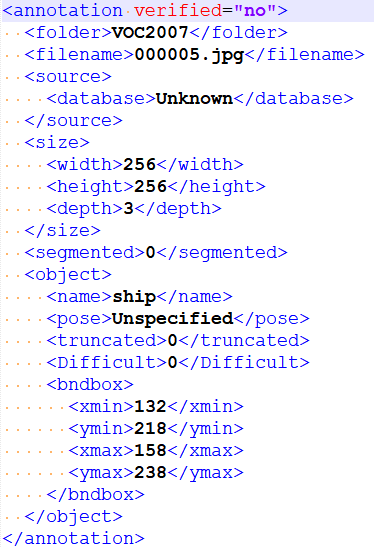 <annotation verified="no">
  <folder>VOC2007</folder>
  <filename>000005.jpg</filename>
  <source>
    <database>Unknown</database>
  </source>
  <size>
    <width>256</width>
    <height>256</height>
    <depth>3</depth>
  </size>
  <segmented>0</segmented>
  <object>
    <name>ship</name>
    <pose>Unspecified</pose>
    <truncated>0</truncated>
    <Difficult>0</Difficult>
    <bndbox>
      <xmin>132</xmin>
      <ymin>218</ymin>
      <xmax>158</xmax>
      <ymax>238</ymax>
    </bndbox>
  </object>
</annotation>